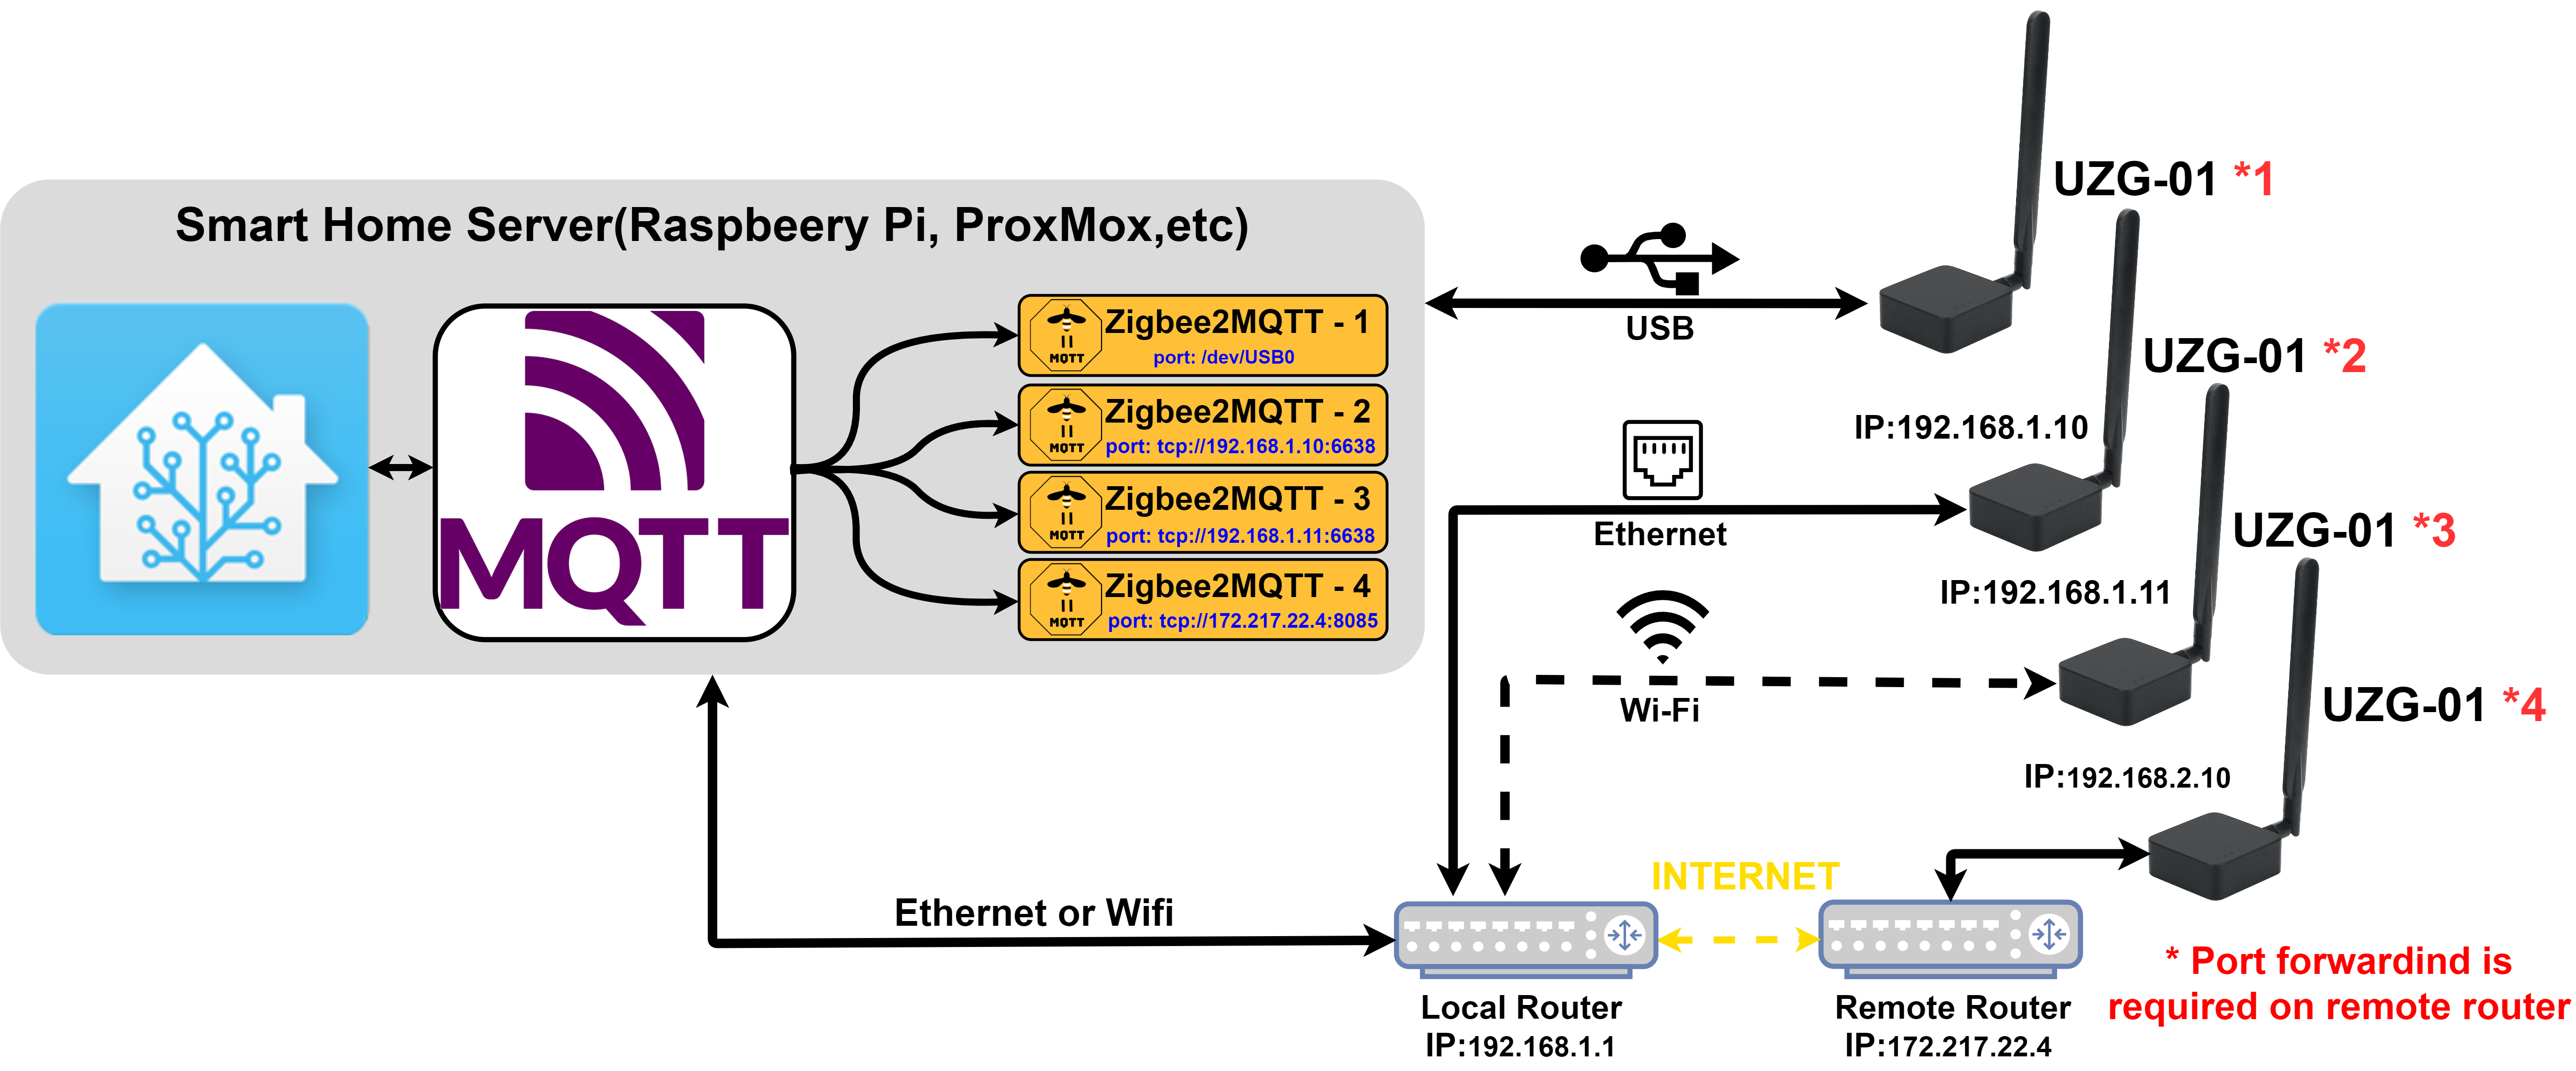 Smart Home Server(Raspbeery Pi, ProxMox,etc)
MQTT
MQTT
Zigbee2MQTT - 1
port: /dev/USB0
MQTT
Zigbee2MQTT - 2
port: tcp://192.168.1.10:6638
MQTT
Zigbee2MQTT - 3
port: tcp://192.168.1.11:6638
MQTT
Zigbee2MQTT - 4
port: tcp://172.217.22.4:8085
USB
UZG-01 *1
UZG-01 *2
IP:192.168.1.10
Ethernet
UZG-01 *3
IP:192.168.1.11
Wi-Fi
UZG-01 *4
IP:192.168.2.10
Ethernet or Wifi
INTERNET
Local Router
IP:192.168.1.1
Remote Router
IP:172.217.22.4
* Port forwardind is
required on remote router